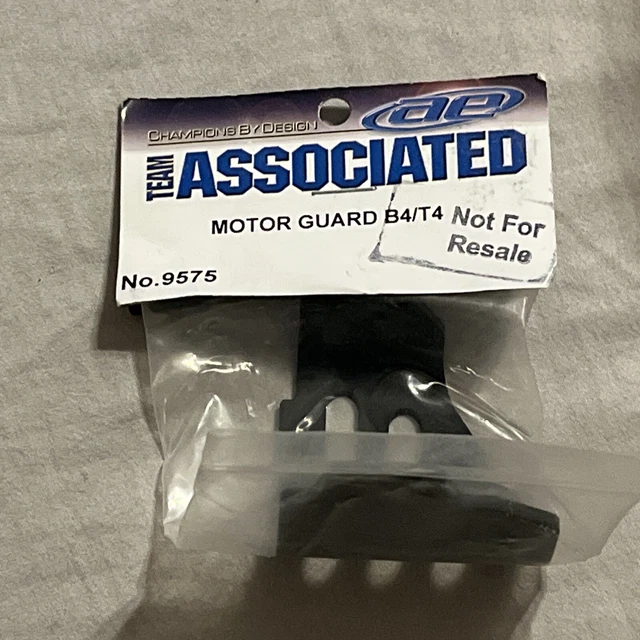 CHAMPIONS BY DESIGN
ae
TEAM
ASSOCIATED
MOTOR GUARD B4/T4
Not For
Resale
No.9575